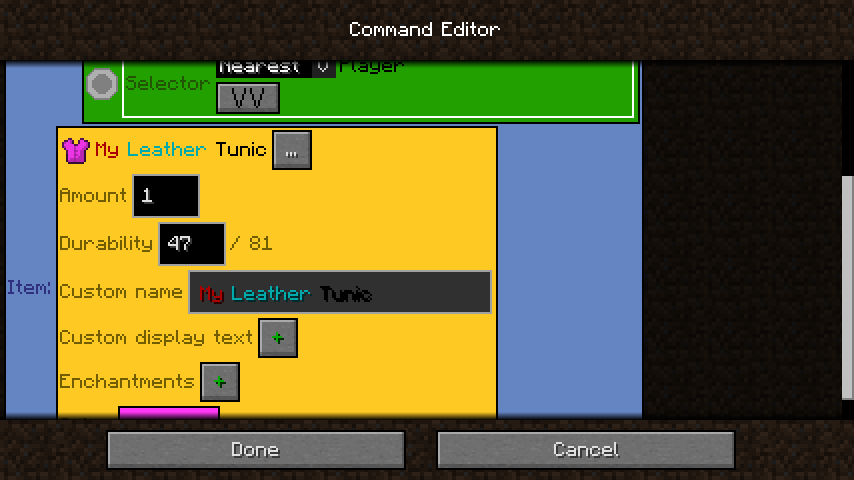 Command Editor
Nearest V Player
Selector
VV
My Leather Tunic ...
Amount 1
Durability 47 / 81
Item:
Custom name My Leather Tunic
Custom display text +
Enchantments +
Done Cancel